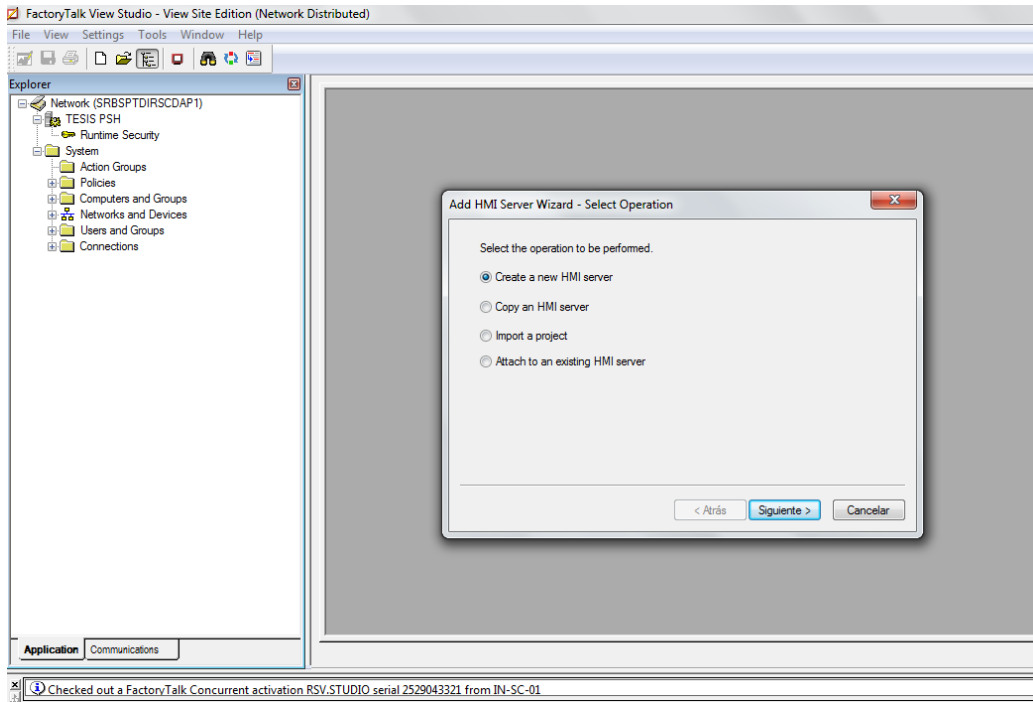 FactoryTalk View Studio - View Site Edition (Network Distributed)
File View Settings Tools Window Help
Explorer
Network (SRBSPTDIRSCDAP1)
TESIS PSH
Runtime Security
System
Action Groups
Policies
Computers and Groups
Networks and Devices
Users and Groups
Connections
Add HMI Server Wizard - Select Operation
Select the operation to be performed.
Create a new HMI server
Copy an HMI server
Import a project
Attach to an existing HMI server
< Atrás Siguiente > Cancelar
Application Communications
Checked out a FactoryTalk Concurrent activation RSV.STUDIO serial 2529043321 from IN-SC-01